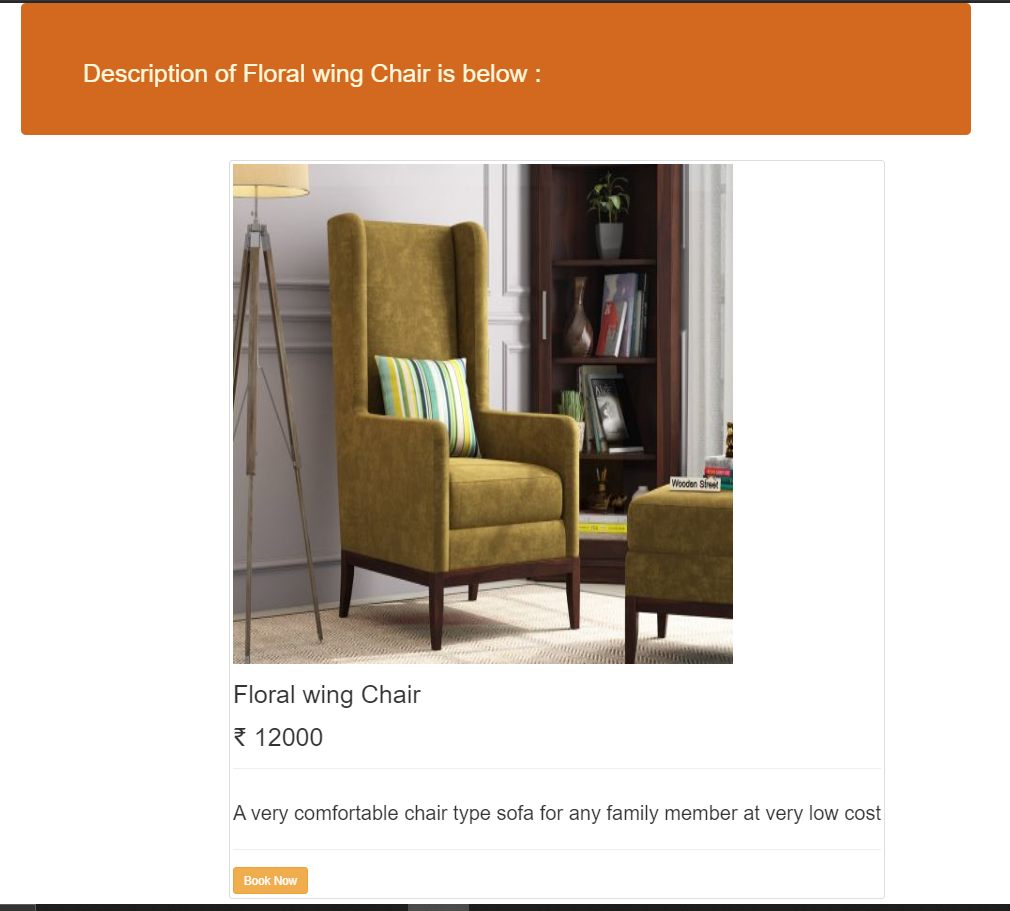 Description of Floral wing Chair is below :
Wooden Street
Floral wing Chair
₹ 12000
A very comfortable chair type sofa for any family member at very low cost
Book Now